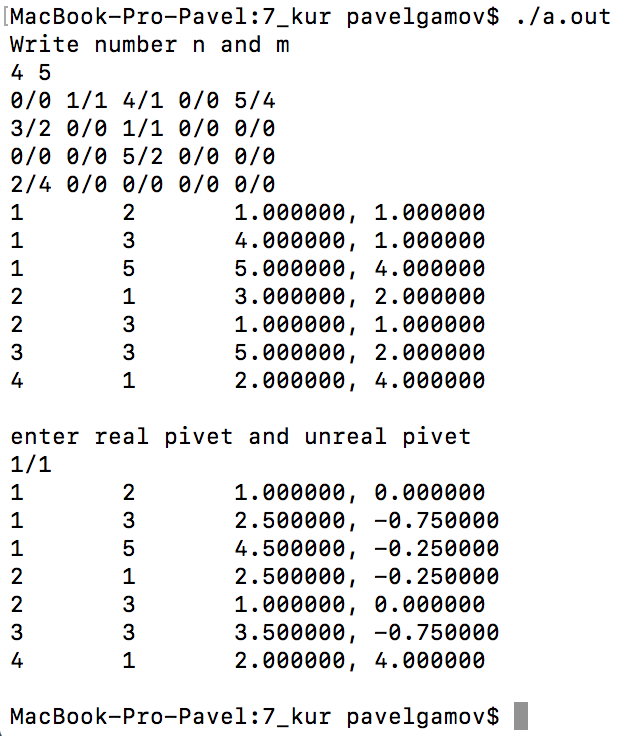 [MacBook-Pro-Pavel:7_kur pavelgamov$ ./a.out
Write number n and m
4 5
0/0 1/1 4/1 0/0 5/4
3/2 0/0 1/1 0/0 0/0
0/0 0/0 5/2 0/0 0/0
2/4 0/0 0/0 0/0 0/0
1 2 1.000000, 1.000000
1 3 4.000000, 1.000000
1 5 5.000000, 4.000000
2 1 3.000000, 2.000000
2 3 1.000000, 1.000000
3 3 5.000000, 2.000000
4 1 2.000000, 4.000000
enter real pivet and unreal pivet
1/1
1 2 1.000000, 0.000000
1 3 2.500000, -0.750000
1 5 4.500000, -0.250000
2 1 2.500000, -0.250000
2 3 1.000000, 0.000000
3 3 3.500000, -0.750000
4 1 2.000000, 4.000000
MacBook-Pro-Pavel:7_kur pavelgamov$